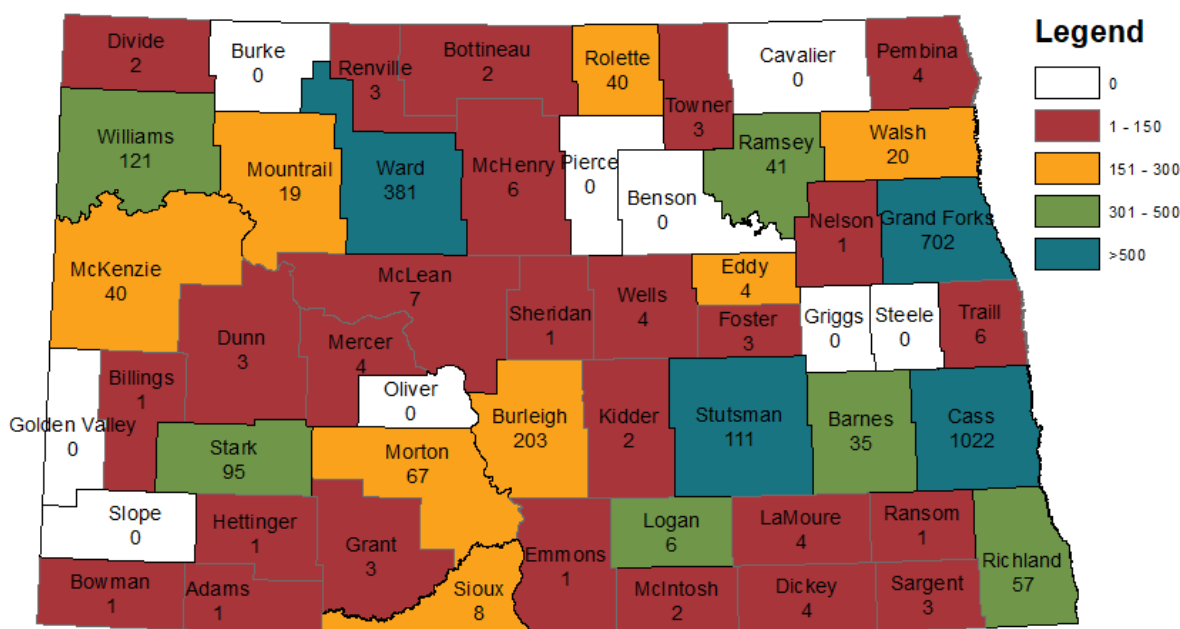 Legend
0
1 - 150
151 - 300
301 - 500
>500
Divide
2
Burke
0
Renville
3
Bottineau
2
Rolette
40
Towner
3
Cavalier
0
Pembina
4
Williams
121
Mountrail
19
Ward
381
McHenry
6
Pierce
0
Benson
0
Ramsey
41
Walsh
20
Nelson
1
Grand Forks
702
McKenzie
40
Dunn
3
McLean
7
Mercer
4
Sheridan
1
Wells
4
Eddy
4
Foster
3
Griggs
0
Steele
0
Traill
6
Golden Valley
0
Billings
1
Stark
95
Oliver
0
Morton
67
Burleigh
203
Kidder
2
Stutsman
111
Barnes
35
Cass
1022
Slope
0
Hettinger
1
Grant
3
Emmons
1
Logan
6
LaMoure
4
Ransom
1
Richland
57
Bowman
1
Adams
1
Sioux
8
McIntosh
2
Dickey
4
Sargent
3